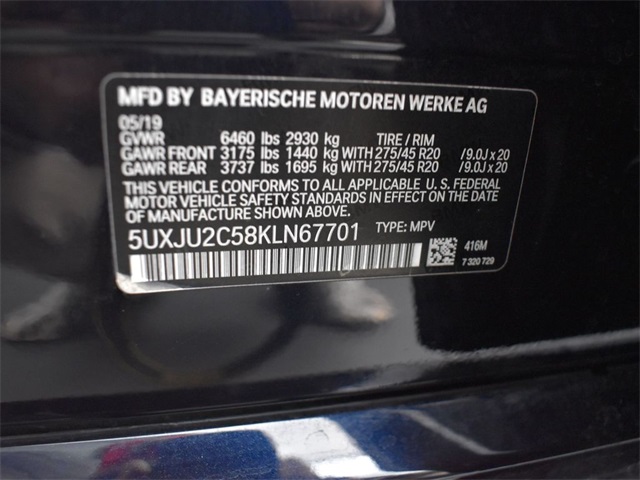 MFD BY BAYERISCHE MOTOREN WERKE AG
05/19
GVWR 6460 lbs 2930 kg TIRE / RIM
GAWR FRONT 3175 lbs 1440 kg WITH 275/45 R20 /9.0J x 20
GAWR REAR 3737 lbs 1695 kg WITH 275/45 R20 /9.0J x 20
THIS VEHICLE CONFORMS TO ALL APPLICABLE U. S. FEDERAL
MOTOR VEHICLE SAFETY STANDARDS IN EFFECT ON THE DATE
OF MANUFACTURE SHOWN ABOVE.
5UXJU2C58KLN67701 TYPE: MPV
416M
7 320 729